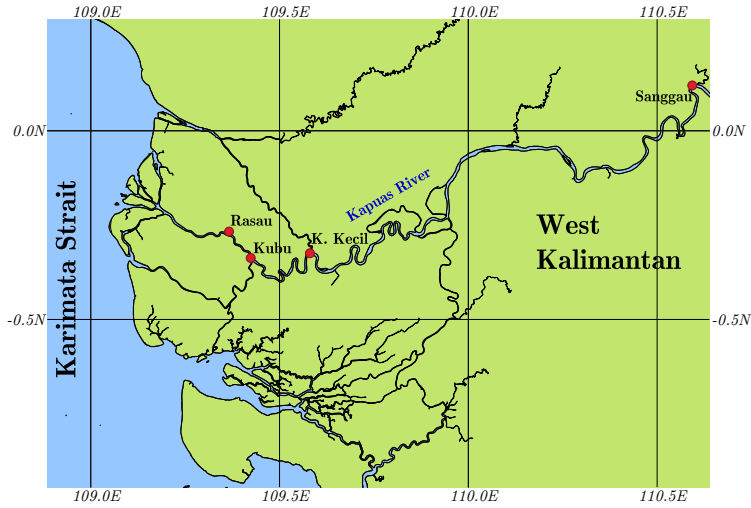 109.0E 109.5E 110.0E 110.5E
Sanggau
0.0N 0.0N
Kapuas River
Karimata Strait
Rasau
West
Kalimantan
K. Kecil
Kubu
-0.5N -0.5N
109.0E 109.5E 110.0E 110.5E